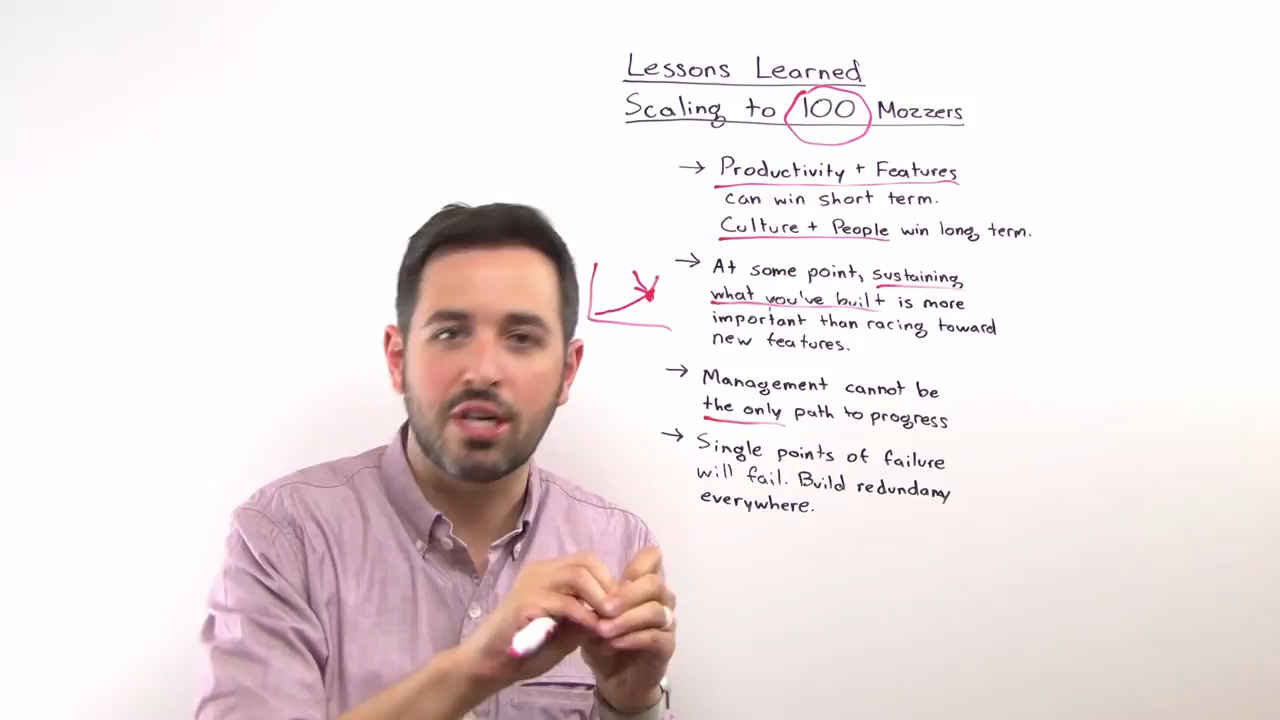 Lessons Learned
Scaling to 100 Mozzers
→ Productivity + Features
can win short term.
Culture + People win long term.
→ At some point, sustaining
what you've built is more
important than racing toward
new features.
→ Management cannot be
the only path to progress
→ Single points of failure
will fail. Build redundancy
everywhere.